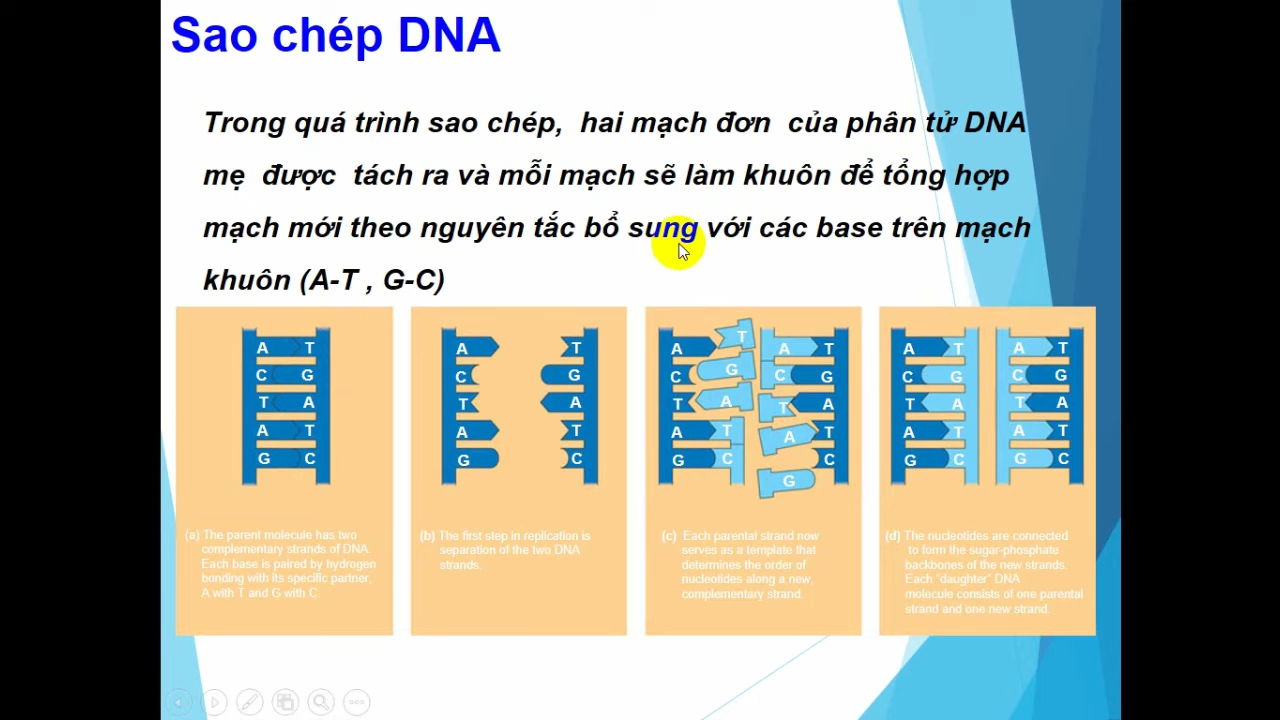 Sao chép DNA
Trong quá trình sao chép, hai mạch đơn của phân tử DNA
mẹ được tách ra và mỗi mạch sẽ làm khuôn để tổng hợp
mạch mới theo nguyên tắc bổ sung với các base trên mạch
khuôn (A-T , G-C)
A T
C G
T A
A T
G C
(a) The parent molecule has two
complementary strands of DNA.
Each base is paired by hydrogen
bonding with its specific partner,
A with T and G with C.
A T
C G
T A
A T
G C
(b) The first step in replication is
separation of the two DNA
strands.
A T A T
C G C G
T A T A
A T A T
G C G C
(c) Each parental strand now
serves as a template that
determines the order of
nucleotides along a new,
complementary strand.
A T A T
C G C G
T A T A
A T A T
G C G C
(d) The nucleotides are connected
to form the sugar-phosphate
backbones of the new strands.
Each "daughter" DNA
molecule consists of one parental
strand and one new strand.